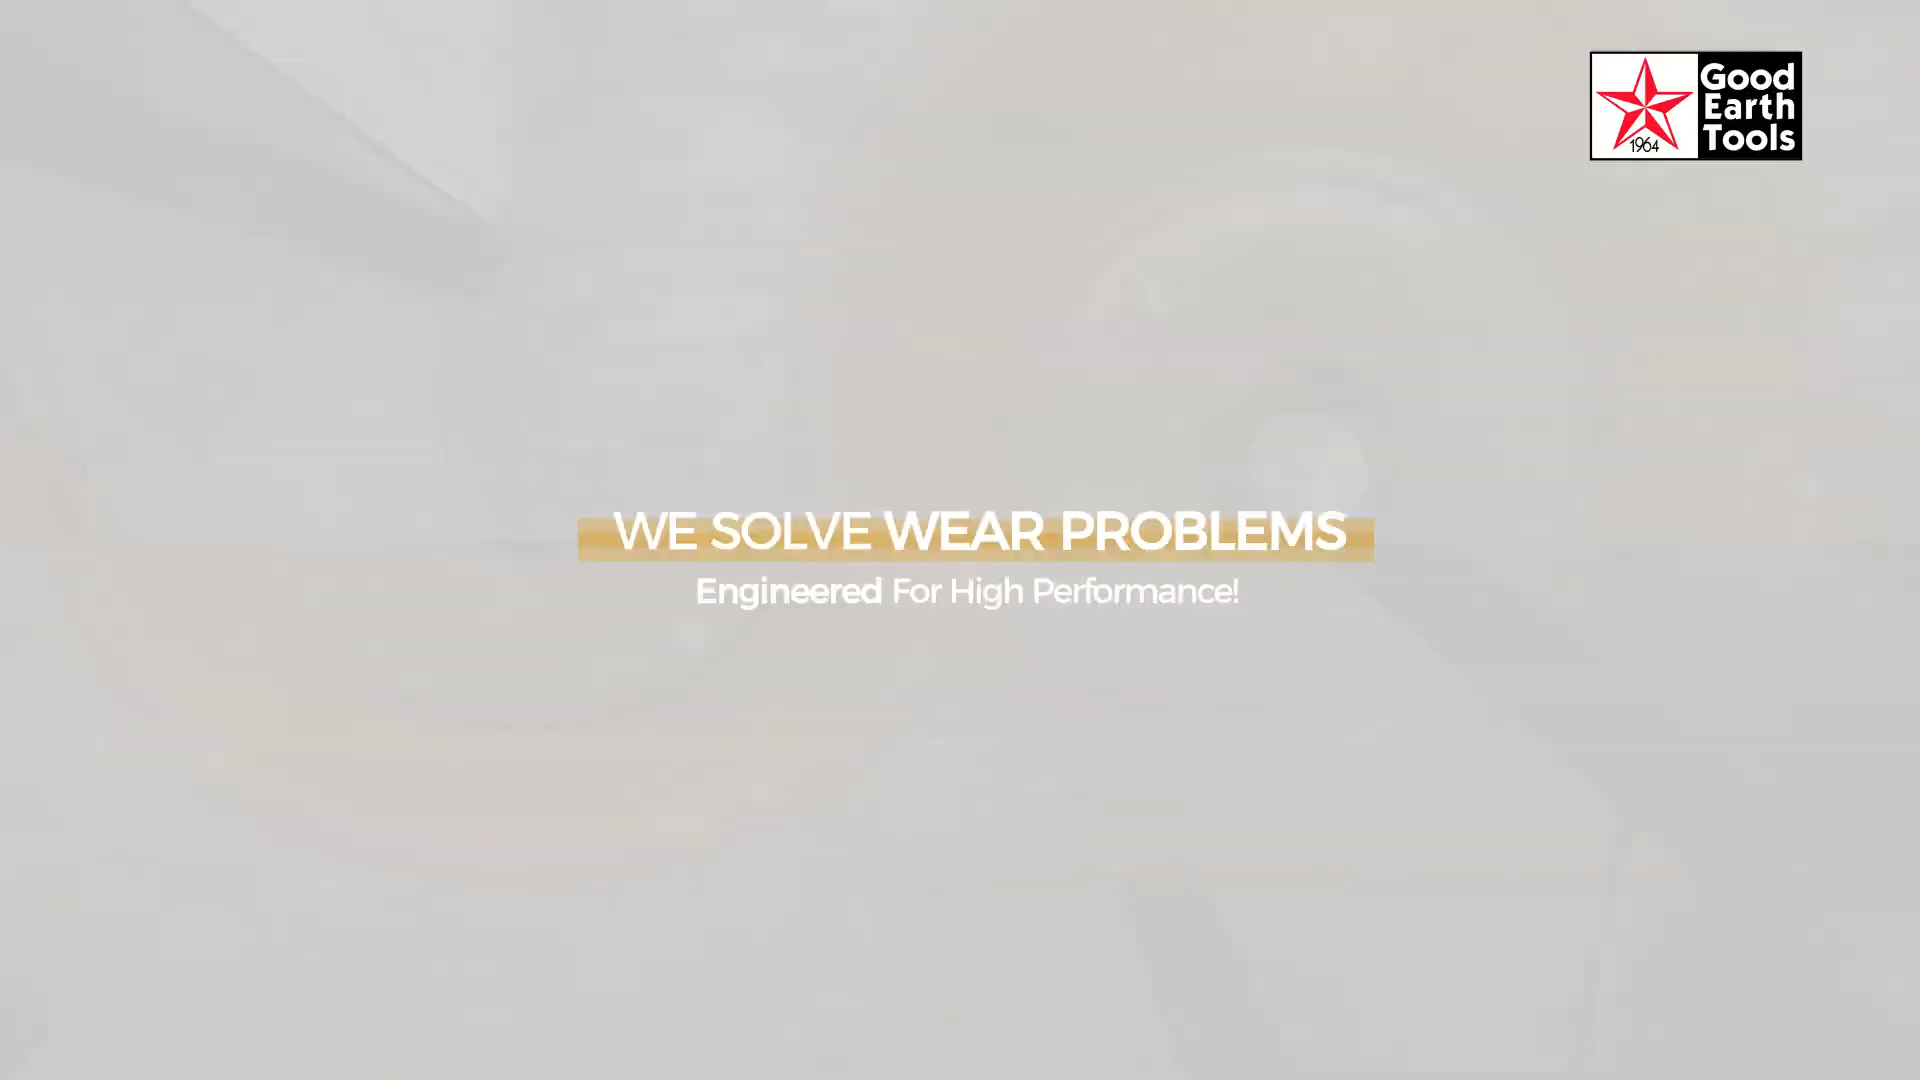 Good
Earth
Tools
1964
WE SOLVE WEAR PROBLEMS
Engineered For High Performance!